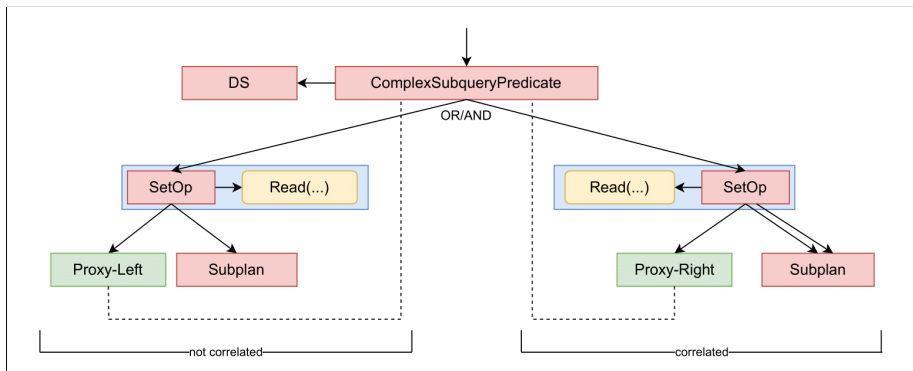 DS
ComplexSubqueryPredicate
OR/AND
SetOp
Read(...)
Read(...)
SetOp
Proxy-Left
Subplan
Proxy-Right
Subplan
not correlated
correlated